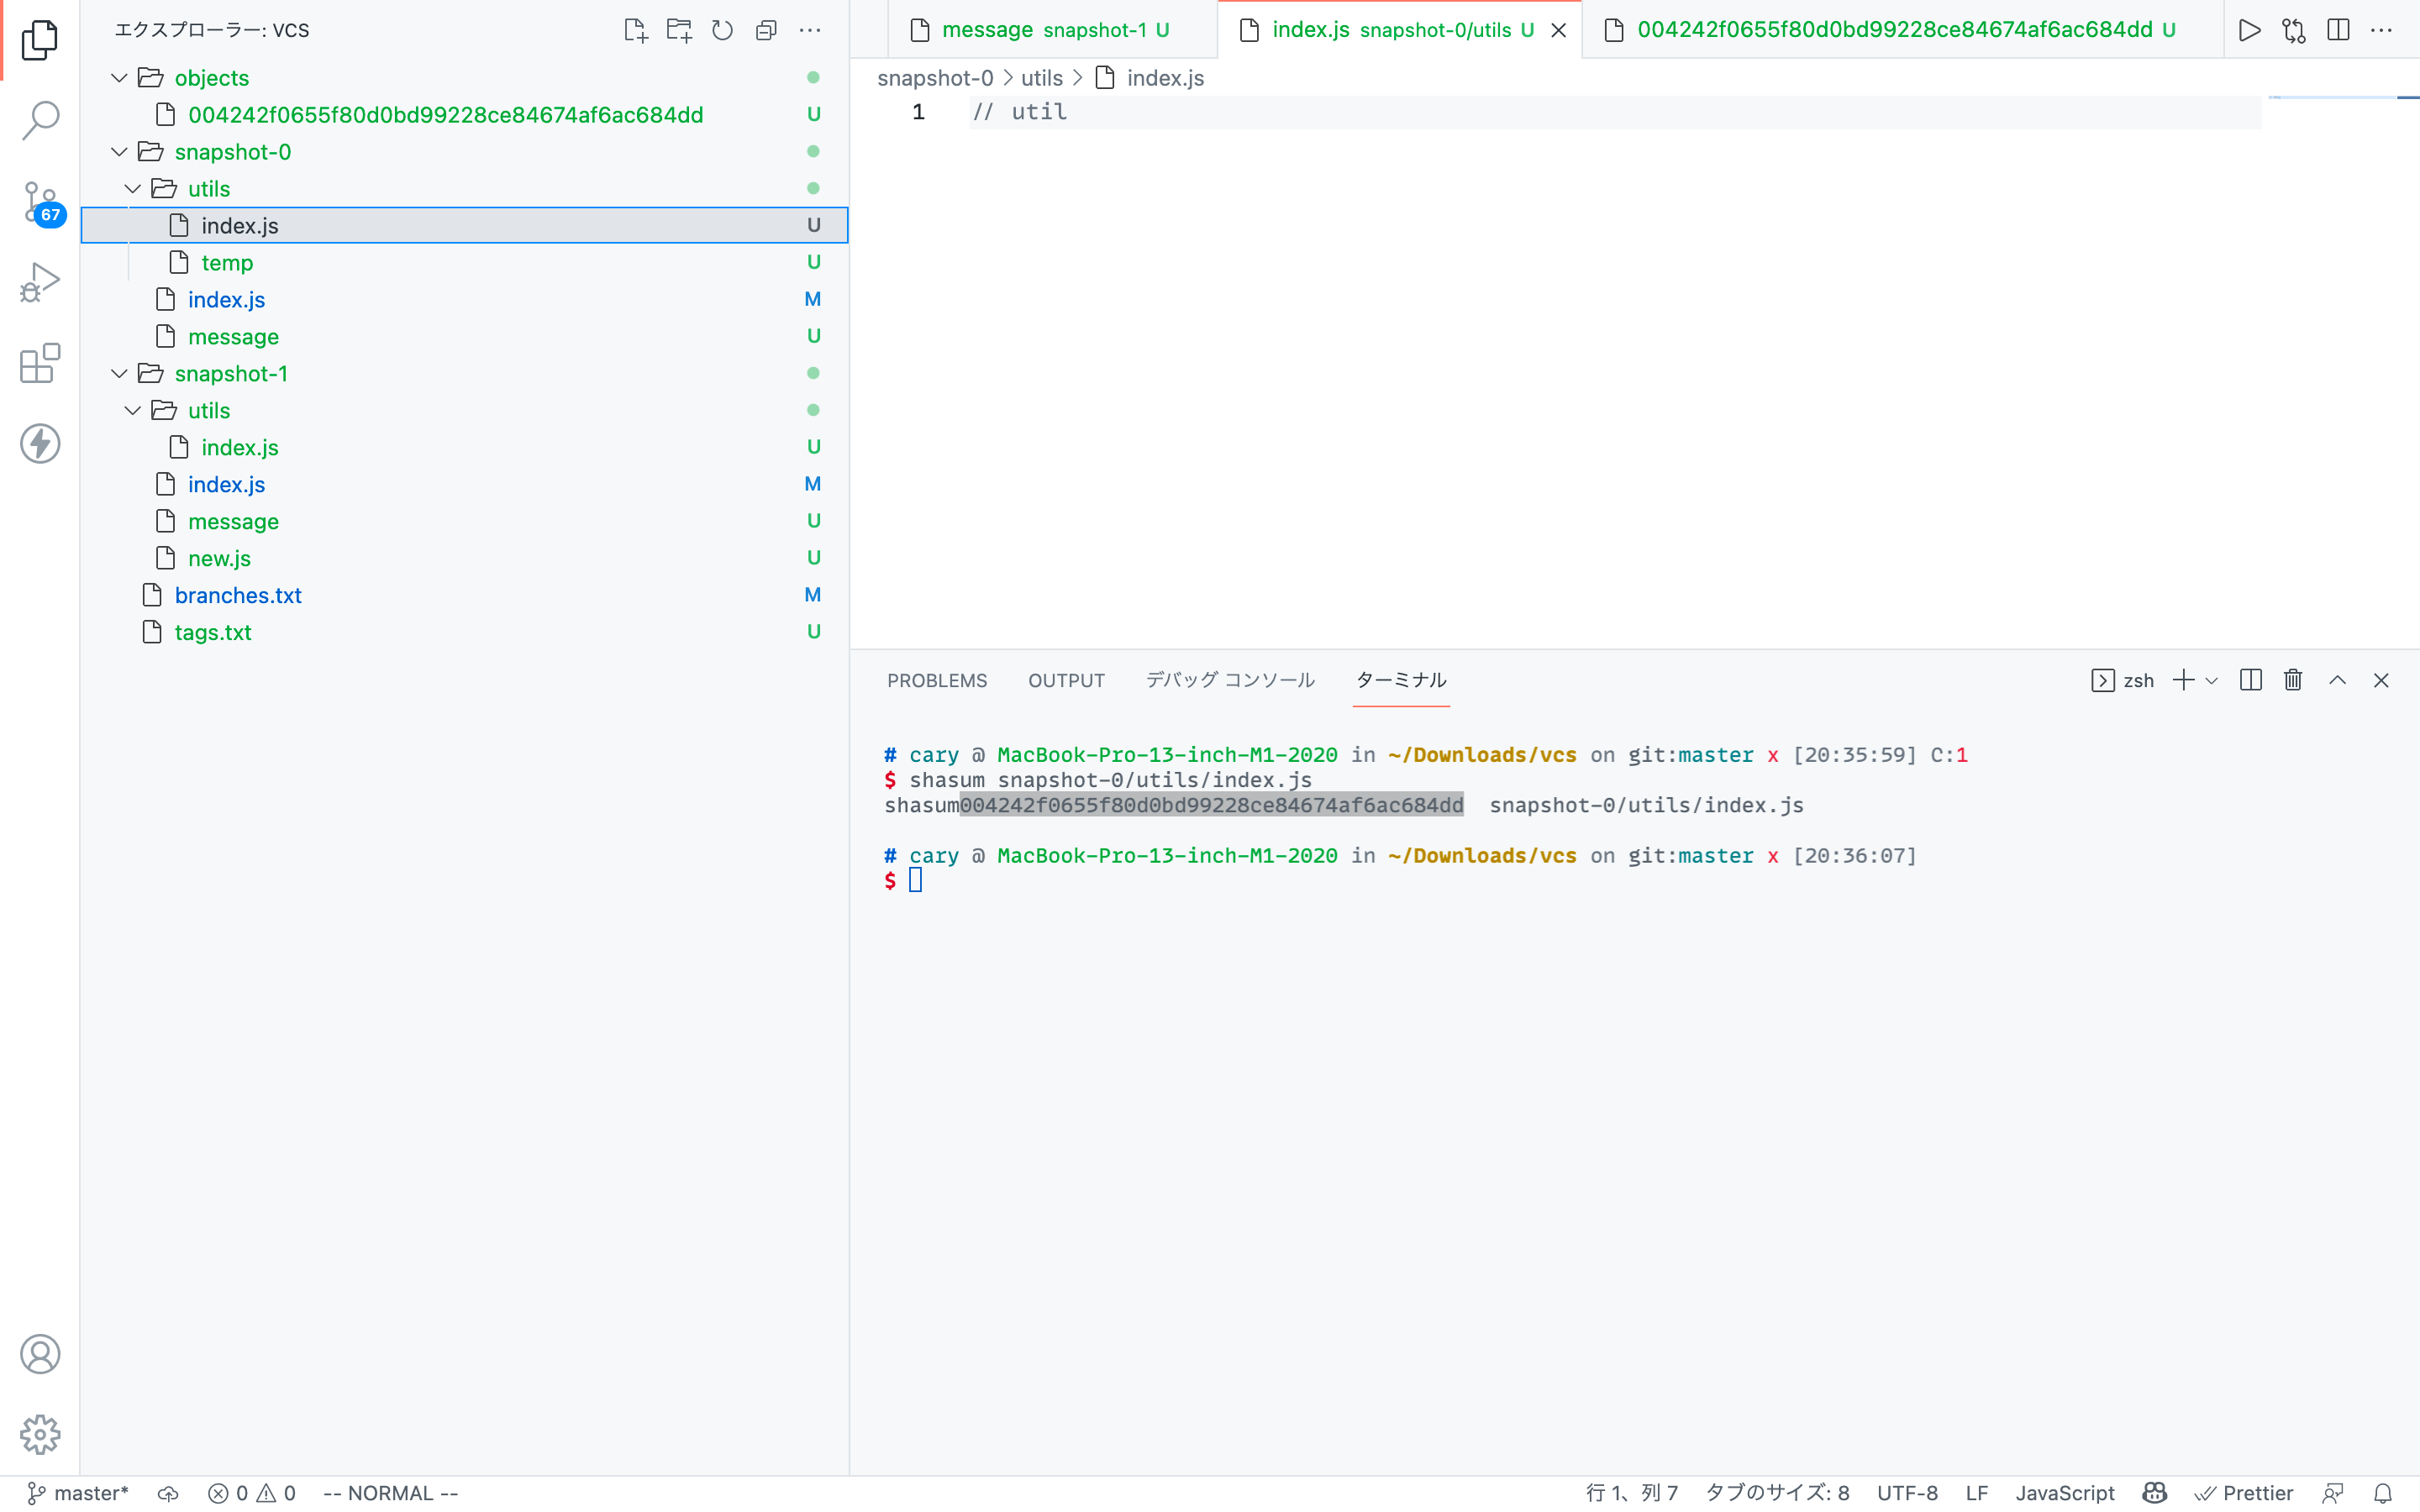 エクスプローラー: VCS
objects
004242f0655f80d0bd99228ce84674af6ac684dd U
snapshot-0
utils
index.js U
temp U
index.js M
message U
snapshot-1
utils
index.js U
index.js M
message U
new.js U
branches.txt M
tags.txt U
67
message snapshot-1 U
index.js snapshot-0/utils U
004242f0655f80d0bd99228ce84674af6ac684dd U
snapshot-0 > utils > index.js
1 // util
PROBLEMS OUTPUT デバッグ コンソール ターミナル
zsh
# cary @ MacBook-Pro-13-inch-M1-2020 in ~/Downloads/vcs on git:master x [20:35:59] C:1
$ shasum snapshot-0/utils/index.js
shasum004242f0655f80d0bd99228ce84674af6ac684dd  snapshot-0/utils/index.js
# cary @ MacBook-Pro-13-inch-M1-2020 in ~/Downloads/vcs on git:master x [20:36:07]
$
master* 0 0 -- NORMAL --
行 1、列 7 タブのサイズ: 8 UTF-8 LF JavaScript Prettier